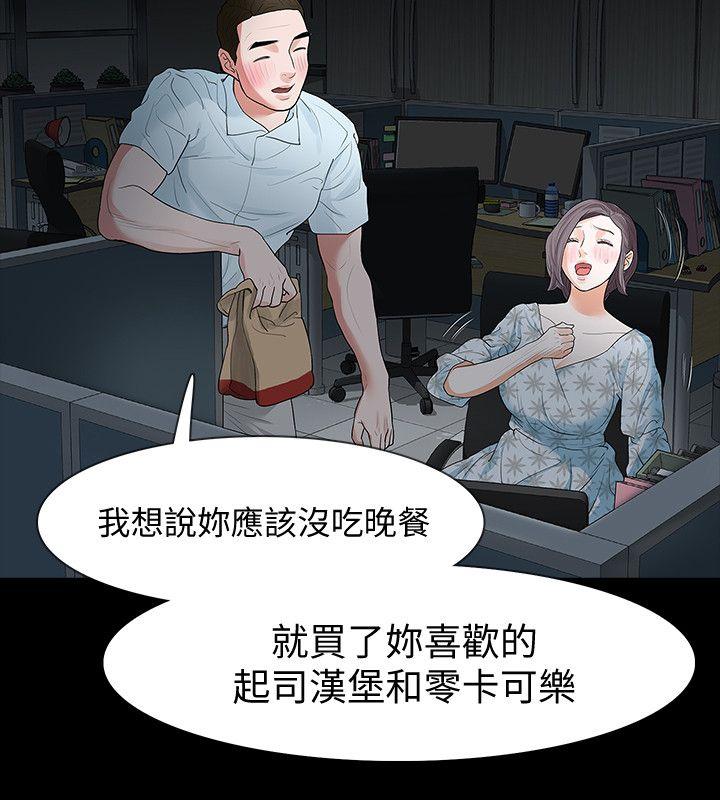 我想說妳應該沒吃晚餐
就買了妳喜歡的
起司漢堡和零卡可樂